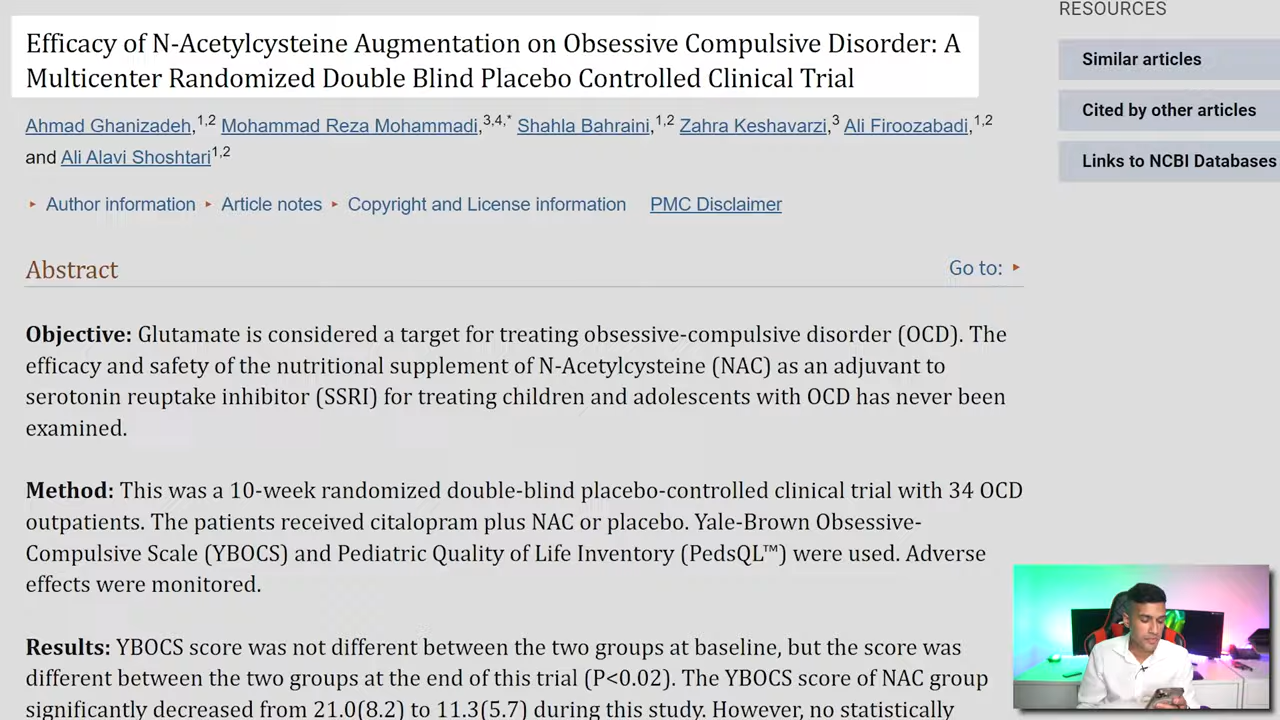 RESOURCES
Efficacy of N-Acetylcysteine Augmentation on Obsessive Compulsive Disorder: A
Multicenter Randomized Double Blind Placebo Controlled Clinical Trial
Similar articles
Cited by other articles
Links to NCBI Databases
Ahmad Ghanizadeh,1,2 Mohammad Reza Mohammadi,3,4,* Shahla Bahraini,1,2 Zahra Keshavarzi,3 Ali Firoozabadi,1,2
and Ali Alavi Shoshtari1,2
▸ Author information ▸ Article notes ▸ Copyright and License information PMC Disclaimer
Abstract
Go to: ▸
Objective: Glutamate is considered a target for treating obsessive-compulsive disorder (OCD). The
efficacy and safety of the nutritional supplement of N-Acetylcysteine (NAC) as an adjuvant to
serotonin reuptake inhibitor (SSRI) for treating children and adolescents with OCD has never been
examined.
Method: This was a 10-week randomized double-blind placebo-controlled clinical trial with 34 OCD
outpatients. The patients received citalopram plus NAC or placebo. Yale-Brown Obsessive-
Compulsive Scale (YBOCS) and Pediatric Quality of Life Inventory (PedsQL™) were used. Adverse
effects were monitored.
Results: YBOCS score was not different between the two groups at baseline, but the score was
different between the two groups at the end of this trial (P<0.02). The YBOCS score of NAC group
significantly decreased from 21.0(8.2) to 11.3(5.7) during this study. However, no statistically